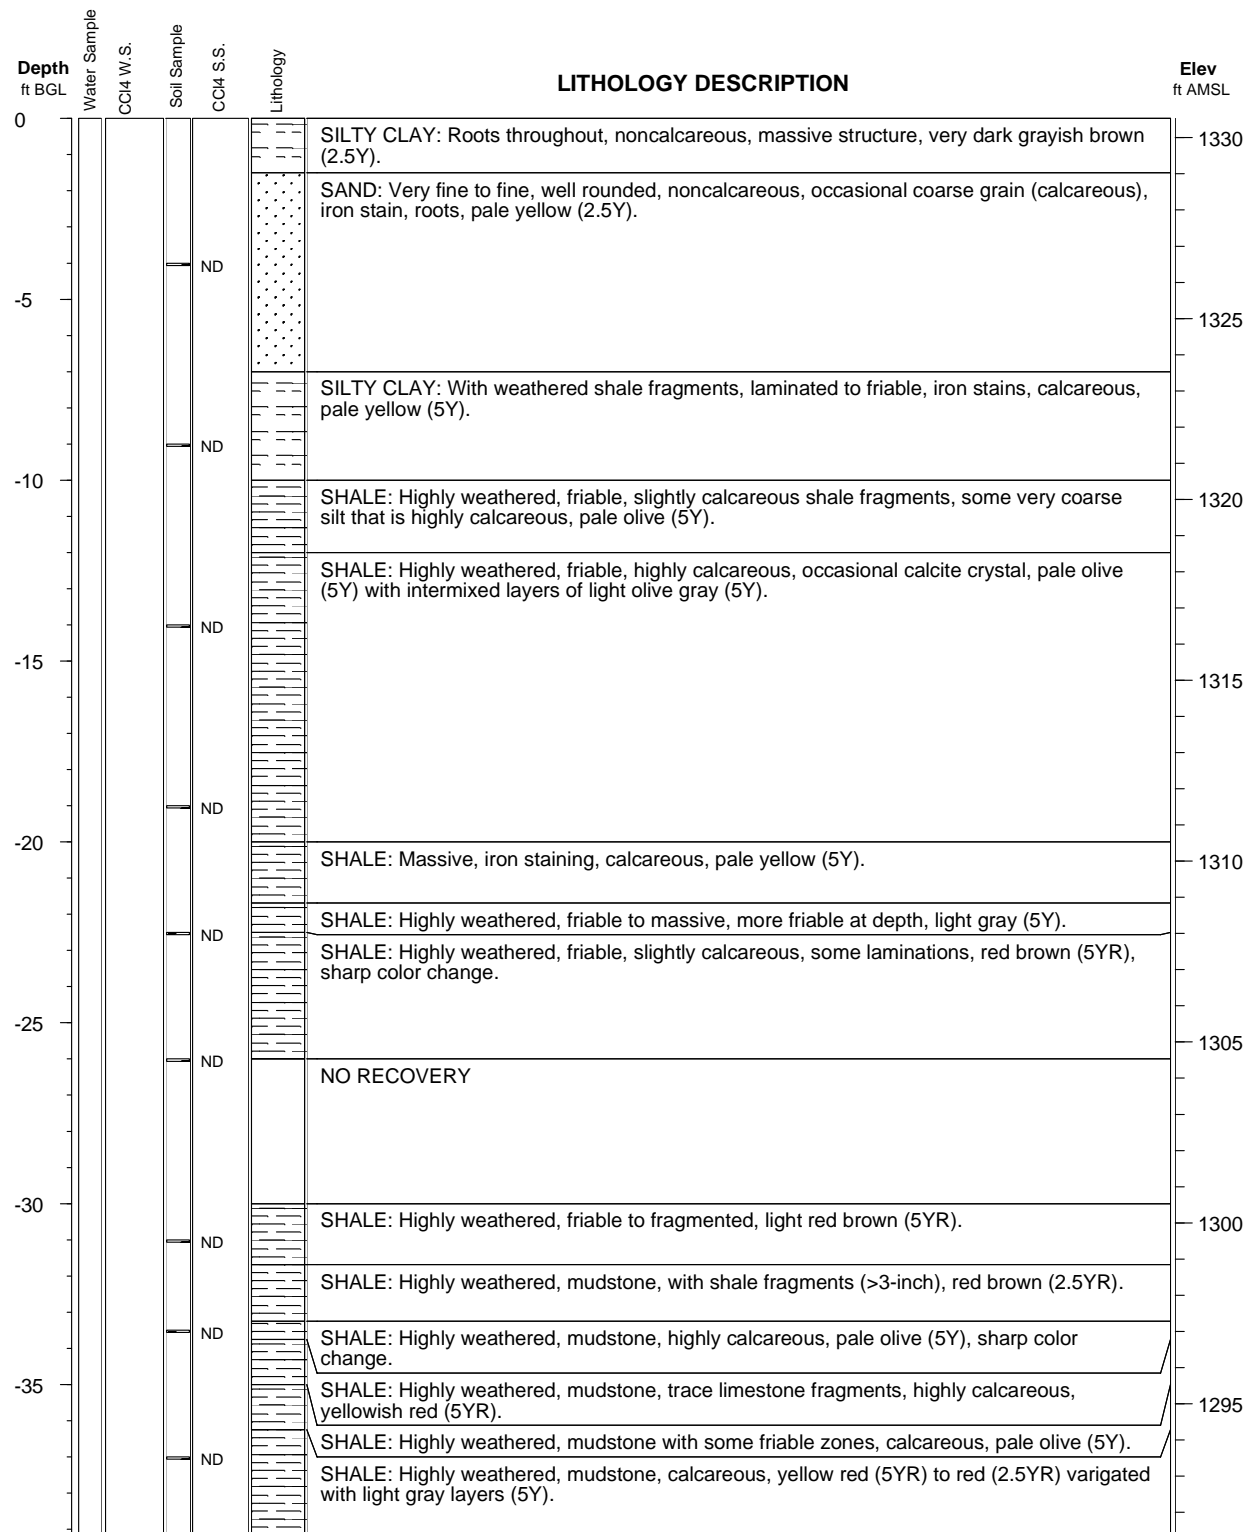 Depth
ft BGL
Water Sample
CCl4 W.S.
Soil Sample
CCl4 S.S.
Lithology
LITHOLOGY DESCRIPTION
Elev
ft AMSL
0
SILTY CLAY: Roots throughout, noncalcareous, massive structure, very dark grayish brown
(2.5Y).
1330
SAND: Very fine to fine, well rounded, noncalcareous, occasional coarse grain (calcareous),
iron stain, roots, pale yellow (2.5Y).
ND
-5
1325
SILTY CLAY: With weathered shale fragments, laminated to friable, iron stains, calcareous,
pale yellow (5Y).
ND
-10
SHALE: Highly weathered, friable, slightly calcareous shale fragments, some very coarse
silt that is highly calcareous, pale olive (5Y).
1320
SHALE: Highly weathered, friable, highly calcareous, occasional calcite crystal, pale olive
(5Y) with intermixed layers of light olive gray (5Y).
ND
-15
1315
ND
-20
SHALE: Massive, iron staining, calcareous, pale yellow (5Y).
1310
SHALE: Highly weathered, friable to massive, more friable at depth, light gray (5Y).
ND
SHALE: Highly weathered, friable, slightly calcareous, some laminations, red brown (5YR),
sharp color change.
-25
1305
ND
NO RECOVERY
-30
SHALE: Highly weathered, friable to fragmented, light red brown (5YR).
1300
ND
SHALE: Highly weathered, mudstone, with shale fragments (>3-inch), red brown (2.5YR).
ND
SHALE: Highly weathered, mudstone, highly calcareous, pale olive (5Y), sharp color
change.
-35
SHALE: Highly weathered, mudstone, trace limestone fragments, highly calcareous,
yellowish red (5YR).
1295
SHALE: Highly weathered, mudstone with some friable zones, calcareous, pale olive (5Y).
ND
SHALE: Highly weathered, mudstone, calcareous, yellow red (5YR) to red (2.5YR) varigated
with light gray layers (5Y).